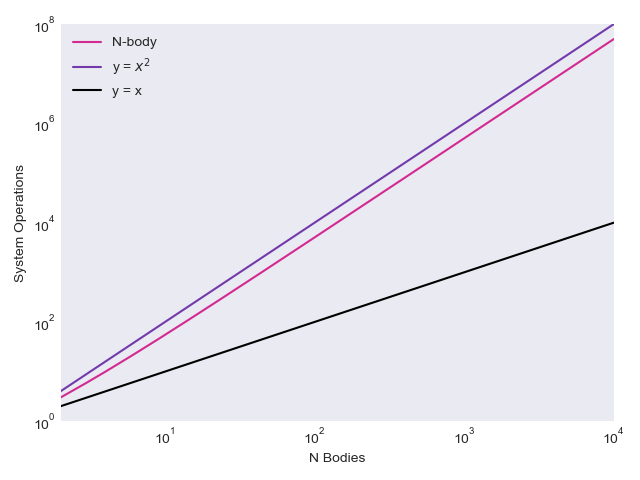 10⁸
10⁶
10⁴
10²
10⁰
System Operations
N-body
y = x²
y = x
10¹
10²
10³
10⁴
N Bodies